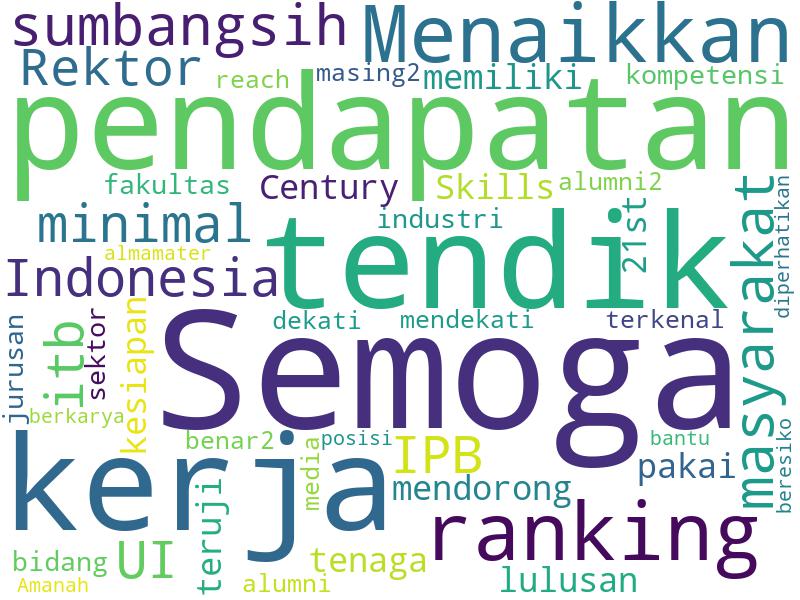 sumbangsih
Menaikkan
Rektor
reach
masing2
memiliki
kompetensi
pendapatan
fakultas
Century
Skills
alumni2
minimal
industri
21st
masyarakat
diperhatikan
almamater
Indonesia
tendik
dekati
mendekati
terkenal
jurusan
itb
sektor
kesiapan
Semoga
berkarya
benar2
media
posisi
IPB
bantu
beresiko
kerja
pakai
mendorong
ranking
bidang
UI
teruji
tenaga
Amanah
alumni
lulusan